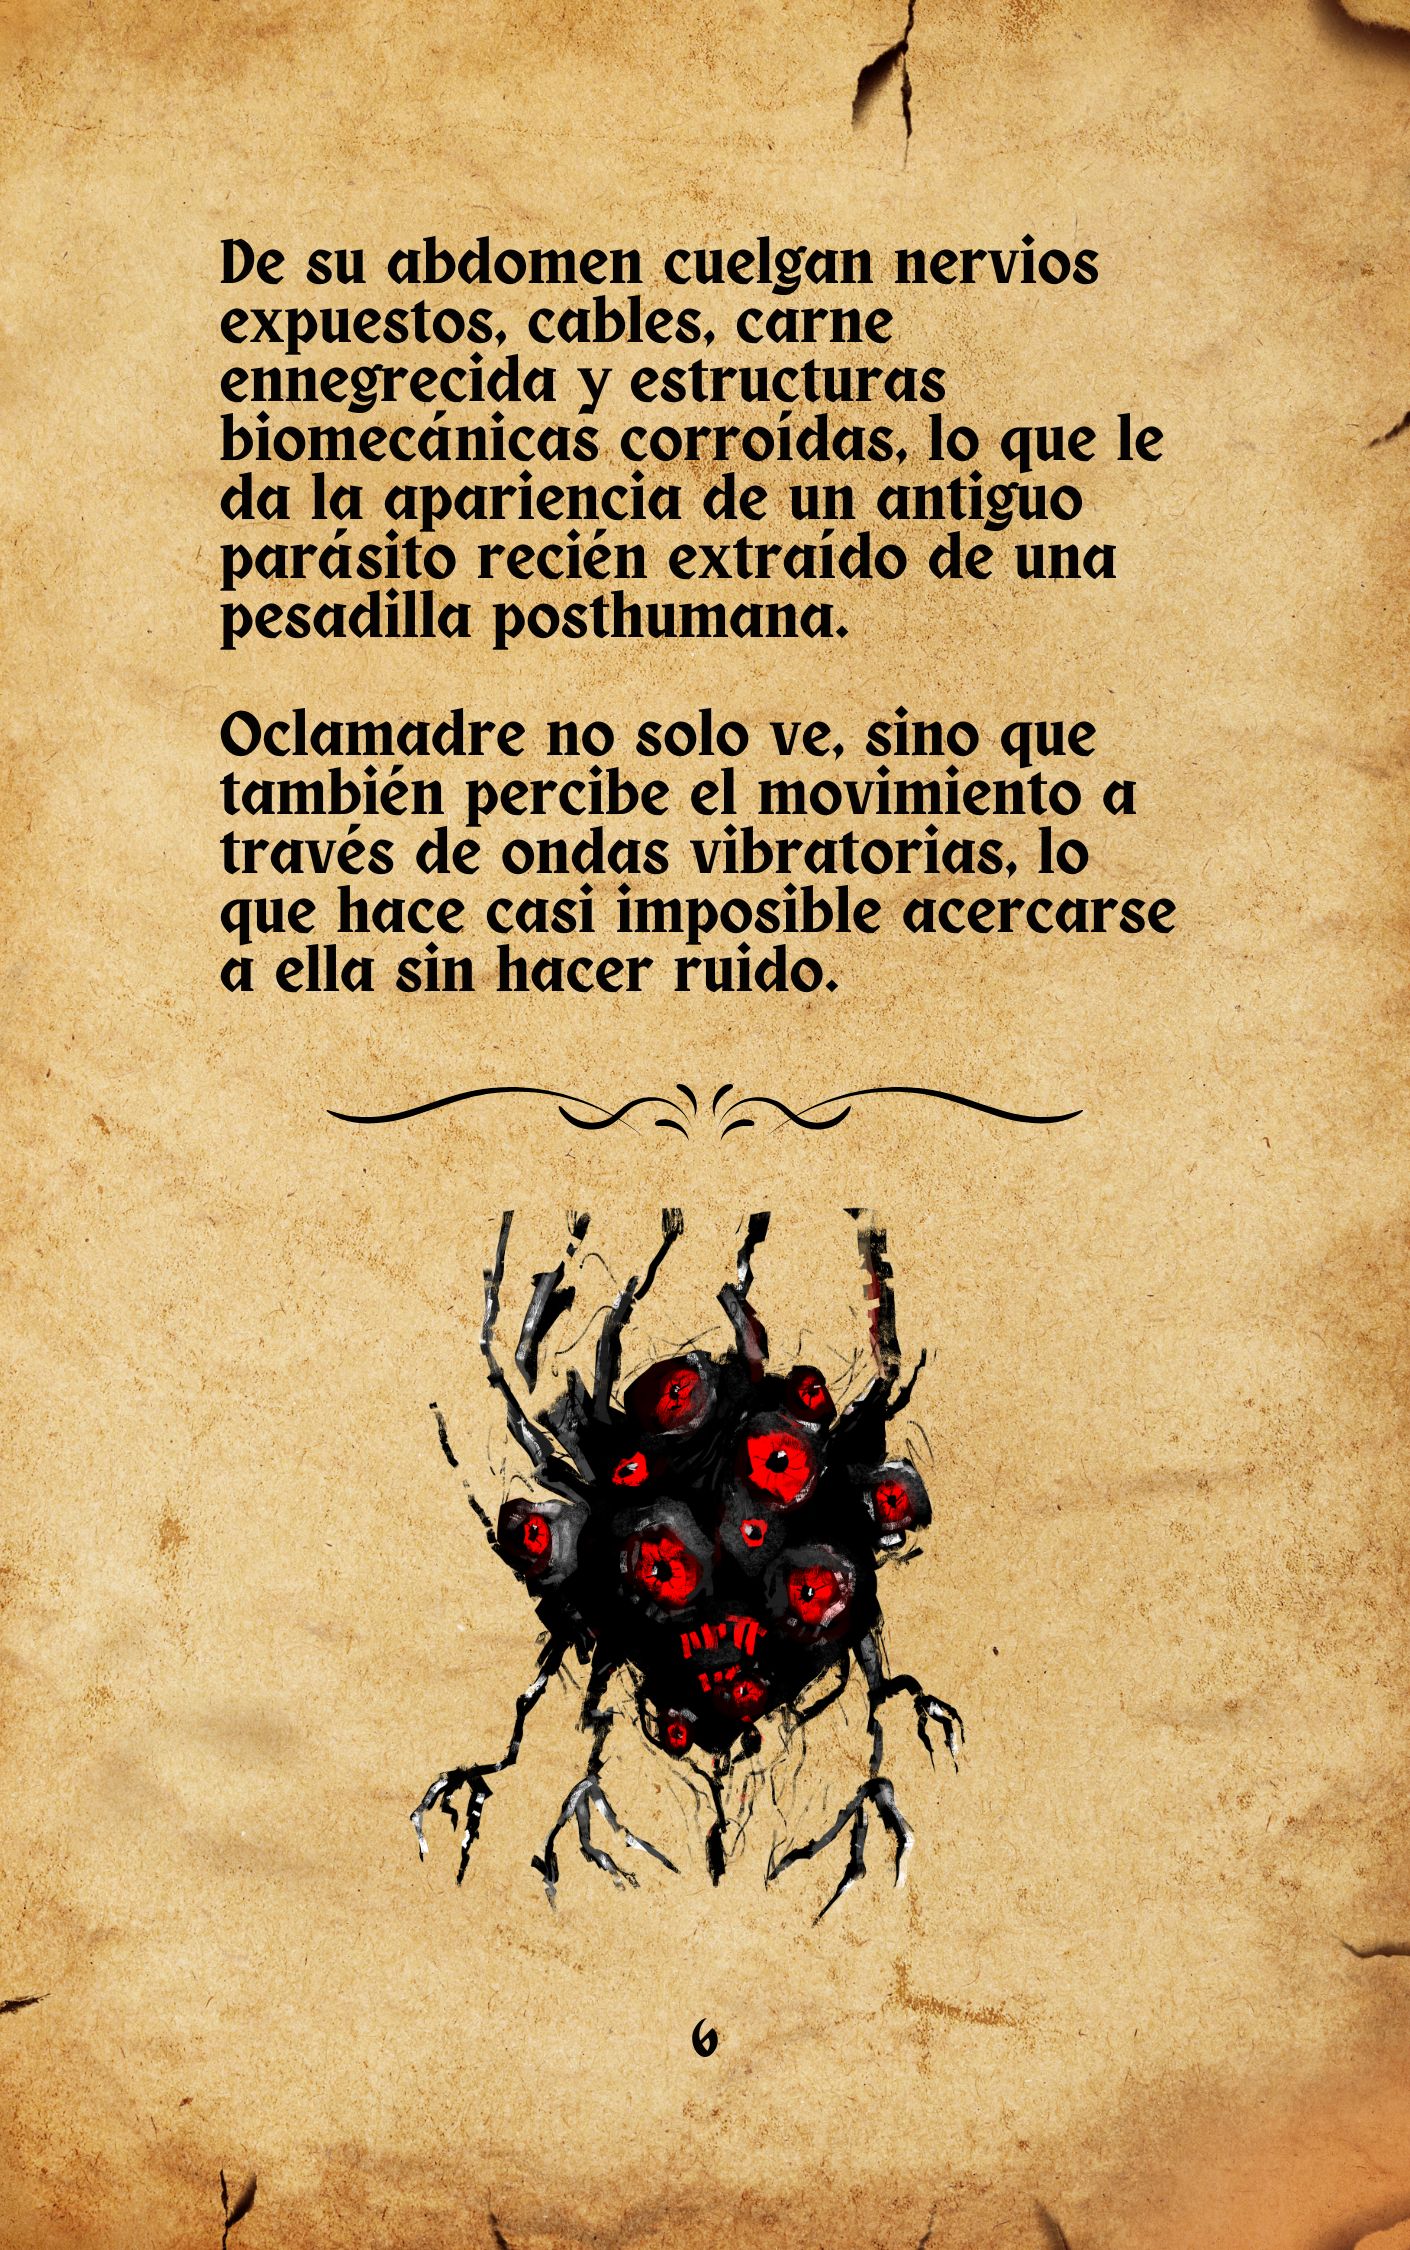 De su abdomen cuelgan nervios
expuestos, cables, carne
ennegrecida y estructuras
biomecánicas corroídas, lo que le
da la apariencia de un antiguo
parásito recién extraído de una
pesadilla posthumana.
Oclamadre no solo ve, sino que
también percibe el movimiento a
través de ondas vibratorias, lo
que hace casi imposible acercarse
a ella sin hacer ruido.
6